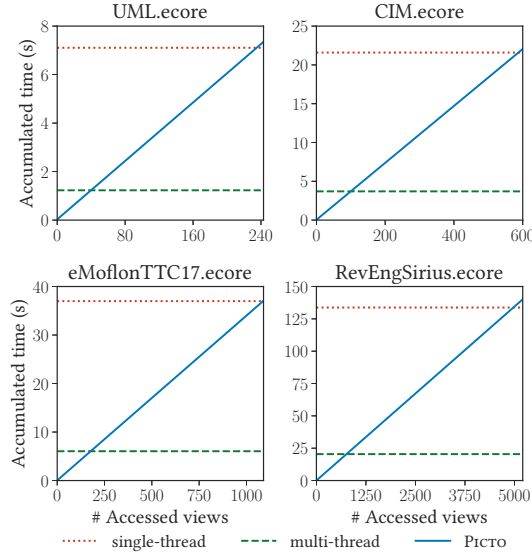 UML.ecore
CIM.ecore
Accumulated time (s)
8
6
4
2
0
0 80 160 240
25
20
15
10
5
0
0 200 400 600
eMoflonTTC17.ecore
RevEngSirius.ecore
Accumulated time (s)
40
30
20
10
0
0 250 500 750 1000
# Accessed views
150
125
100
75
50
25
0
0 1250 2500 3750 5000
# Accessed views
single-thread multi-thread Picto